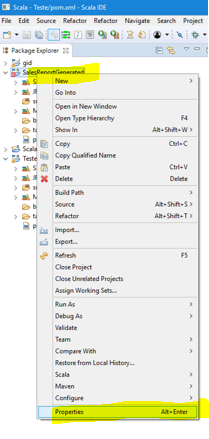 Scala - Teste/pom.xml - Scala IDE
File Edit Refactor Refactor Navigate Search Project
Package Explorer
gid
SalesReportGenerated
New
Go Into
Open in New Window
Open Type Hierarchy F4
Show In Alt+Shift+W
Copy Ctrl+C
Copy Qualified Name
Paste Ctrl+V
Delete Delete
Scala
Teste
Build Path
Source Alt+Shift+S
Refactor Alt+Shift+T
Import...
Export...
Refresh F5
Close Project
Close Unrelated Projects
Assign Working Sets...
Run As
Debug As
Validate
Team
Compare With
Restore from Local History...
Scala
Maven
Configure
Properties Alt+Enter